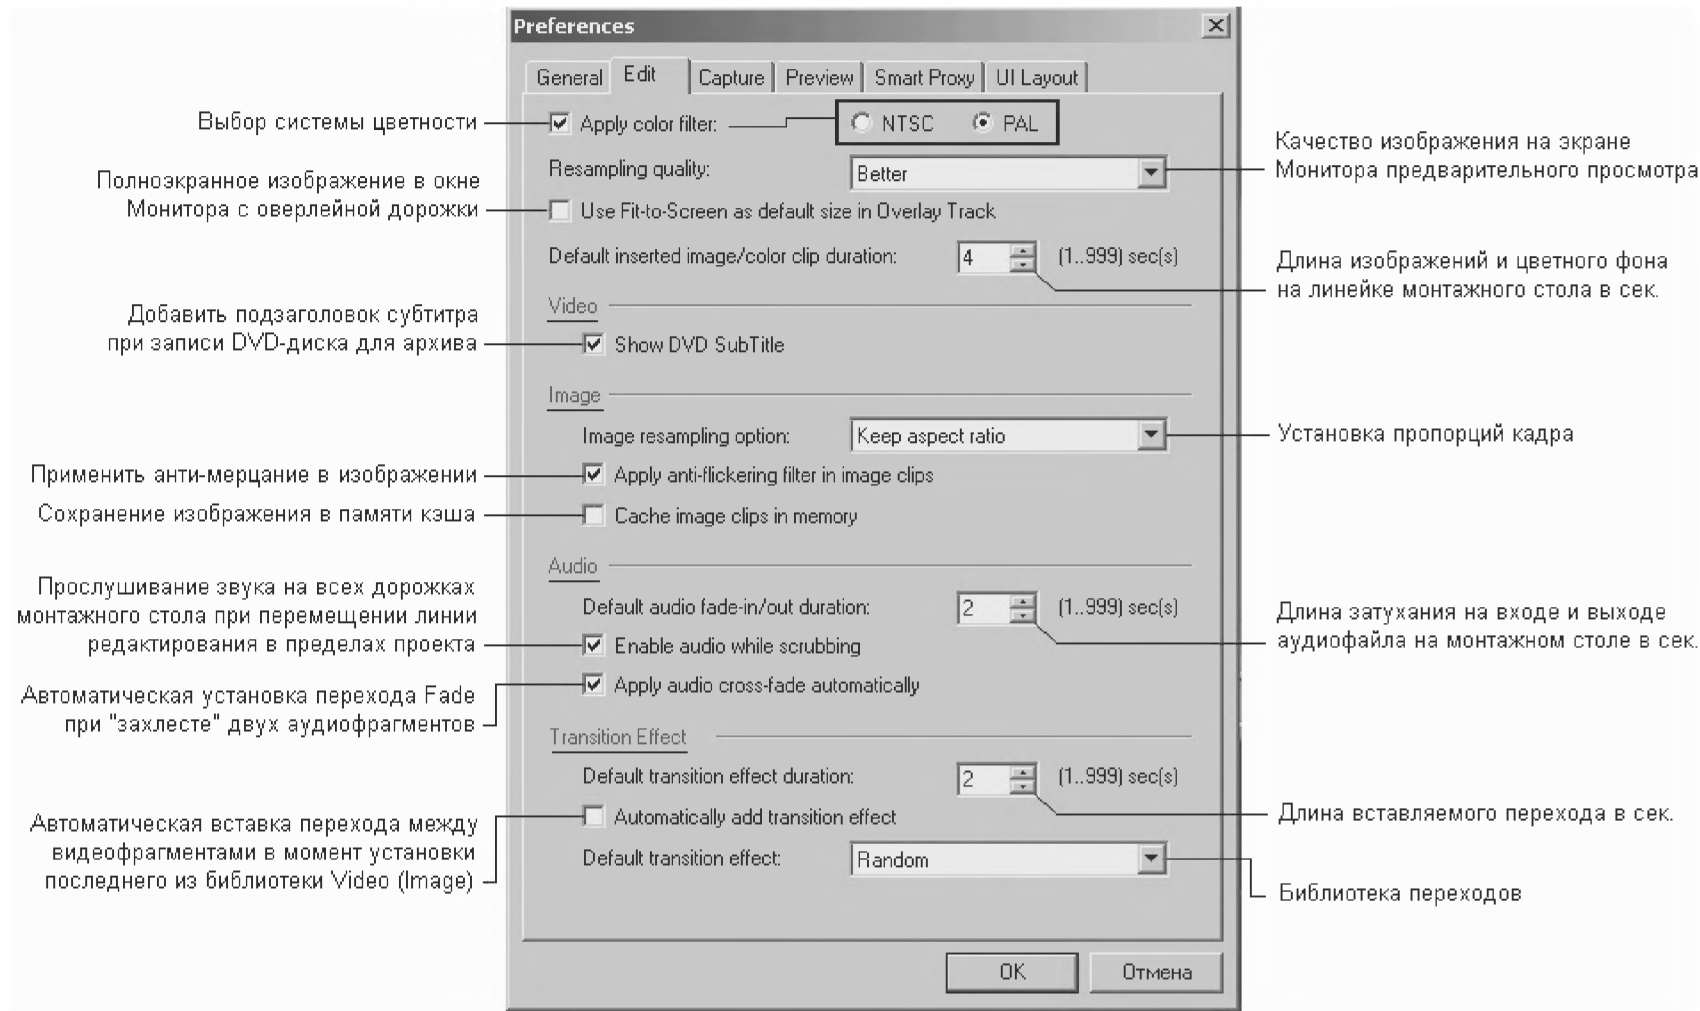 Preferences
General Edit Capture Preview Smart Proxy UI Layout
Выбор системы цветности
Apply color filter: NTSC PAL
Качество изображения на экране
Монитора предварительного просмотра
Resampling quality: Better
Полноэкранное изображение в окне
Монитора с оверлейной дорожки
Use Fit-to-Screen as default size in Overlay Track
Default inserted image/color clip duration: 4 (1..999) sec(s)
Длина изображений и цветного фона
на линейке монтажного стола в сек.
Video
Добавить подзаголовок субтитра
при записи DVD-диска для архива
Show DVD SubTitle
Image
Image resampling option: Keep aspect ratio
Установка пропорций кадра
Применить анти-мерцание в изображении
Apply anti-flickering filter in image clips
Сохранение изображения в памяти кэша
Cache image clips in memory
Audio
Default audio fade-in/out duration: 2 (1..999) sec(s)
Длина затухания на входе и выходе
аудиофайла на монтажном столе в сек.
Прослушивание звука на всех дорожках
монтажного стола при перемещении линии
редактирования в пределах проекта
Enable audio while scrubbing
Автоматическая установка перехода Fade
при "захлесте" двух аудиофрагментов
Apply audio cross-fade automatically
Transition Effect
Default transition effect duration: 2 (1..999) sec(s)
Длина вставляемого перехода в сек.
Автоматическая вставка перехода между
видеофрагментами в момент установки
последнего из библиотеки Video (Image)
Automatically add transition effect
Default transition effect: Random
Библиотека переходов
OK Отмена